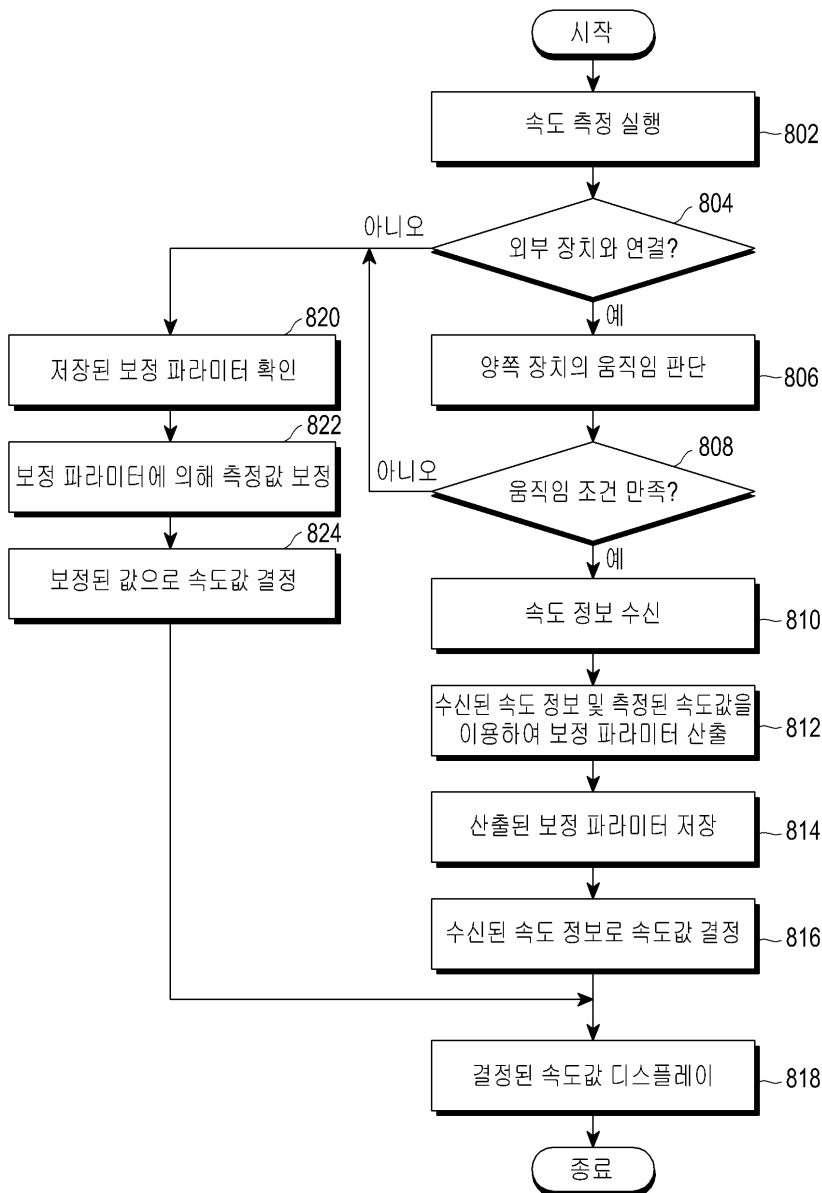 시작
속도 측정 실행
802
804
외부 장치와 연결?
아니오
예
820
저장된 보정 파라미터 확인
양쪽 장치의 움직임 판단
806
822
보정 파라미터에 의해 측정값 보정
808
움직임 조건 만족?
아니오
예
824
보정된 값으로 속도값 결정
속도 정보 수신
810
수신된 속도 정보 및 측정된 속도값을
이용하여 보정 파라미터 산출
812
산출된 보정 파라미터 저장
814
수신된 속도 정보로 속도값 결정
816
결정된 속도값 디스플레이
818
종료